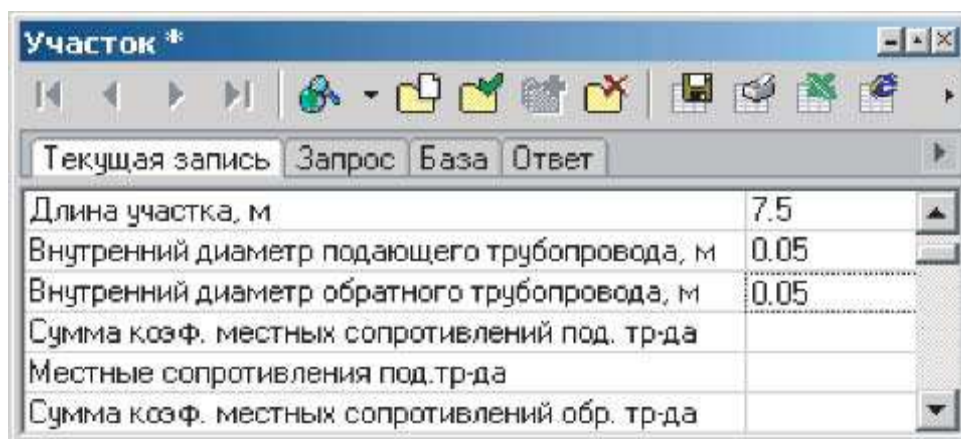 Участок *
Текущая запись Запрос База Ответ
Длина участка, м 7.5
Внутренний диаметр подающего трубопровода, м 0.05
Внутренний диаметр обратного трубопровода, м 0.05
Сумма коэф. местных сопротивлений под. тр-да
Местные сопротивления под.тр-да
Сумма коэф. местных сопротивлений обр. тр-да